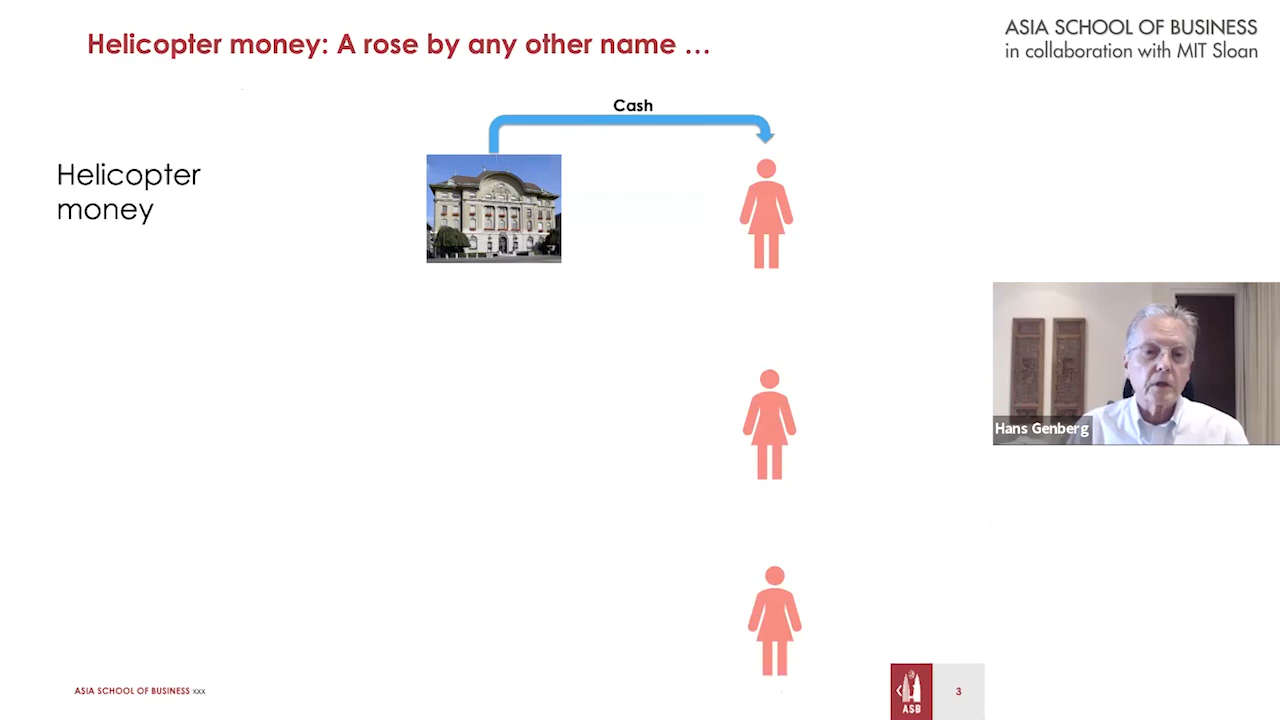 Helicopter money: A rose by any other name …
ASIA SCHOOL OF BUSINESS
in collaboration with MIT Sloan
Cash
Helicopter
money
Hans Genberg
ASIA SCHOOL OF BUSINESS xxx
ASB
3